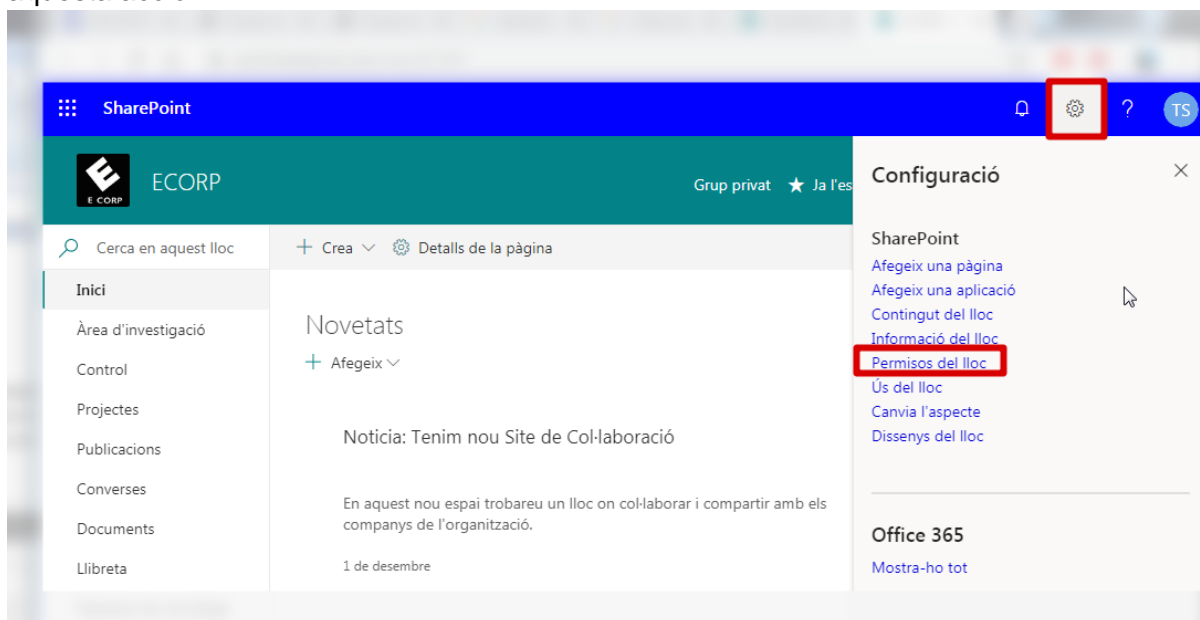 SharePoint
?
TS
E CORP
ECORP
Grup privat ★ Ja l'es
Cerca en aquest lloc
+ Crea
Detalls de la pàgina
Inici
Àrea d'investigació
Control
Projectes
Publicacions
Converses
Documents
Llibreta
Novetats
+ Afegeix
Noticia: Tenim nou Site de Col·laboració
En aquest nou espai trobareu un lloc on col·laborar i compartir amb els
companys de l'organització.
1 de desembre
Configuració
SharePoint
Afegeix una pàgina
Afegeix una aplicació
Contingut del lloc
Informació del lloc
Permisos del lloc
Ús del lloc
Canvia l'aspecte
Dissenys del lloc
Office 365
Mostra-ho tot